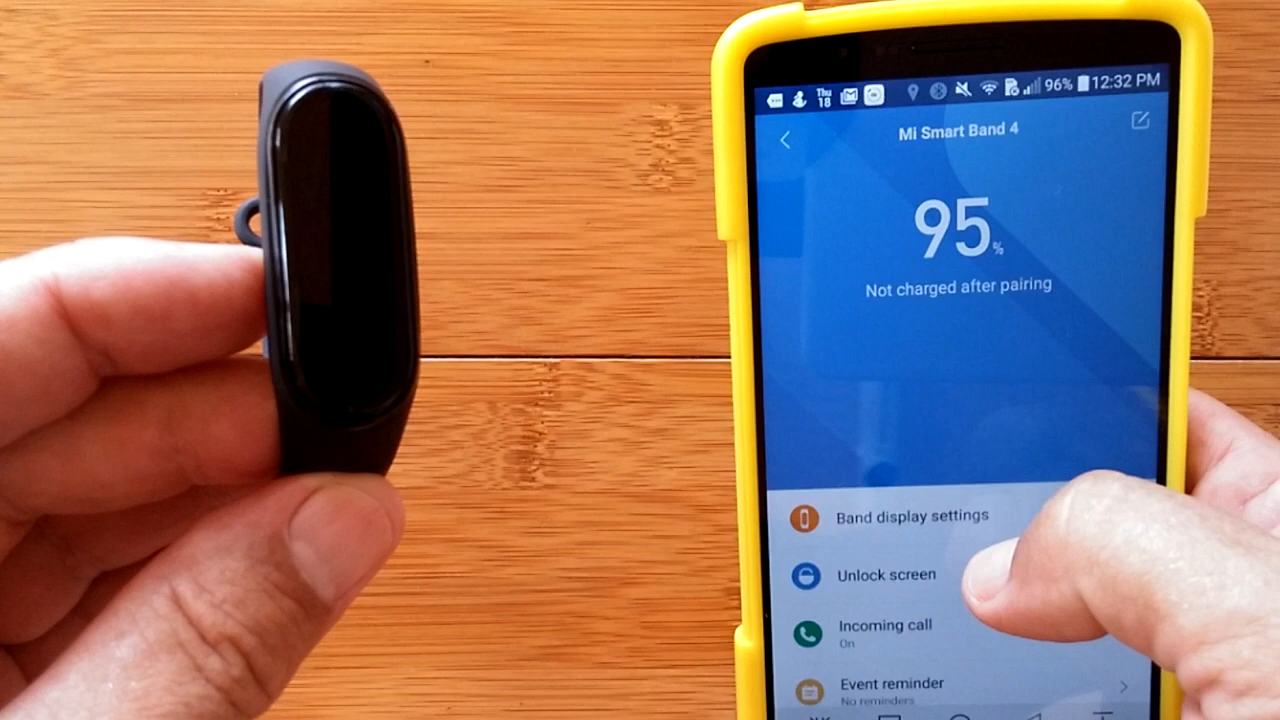 Thu
18
96% 12:32 PM
Mi Smart Band 4
95%
Not charged after pairing
Band display settings
Unlock screen
Incoming call
On
Event reminder
No reminders